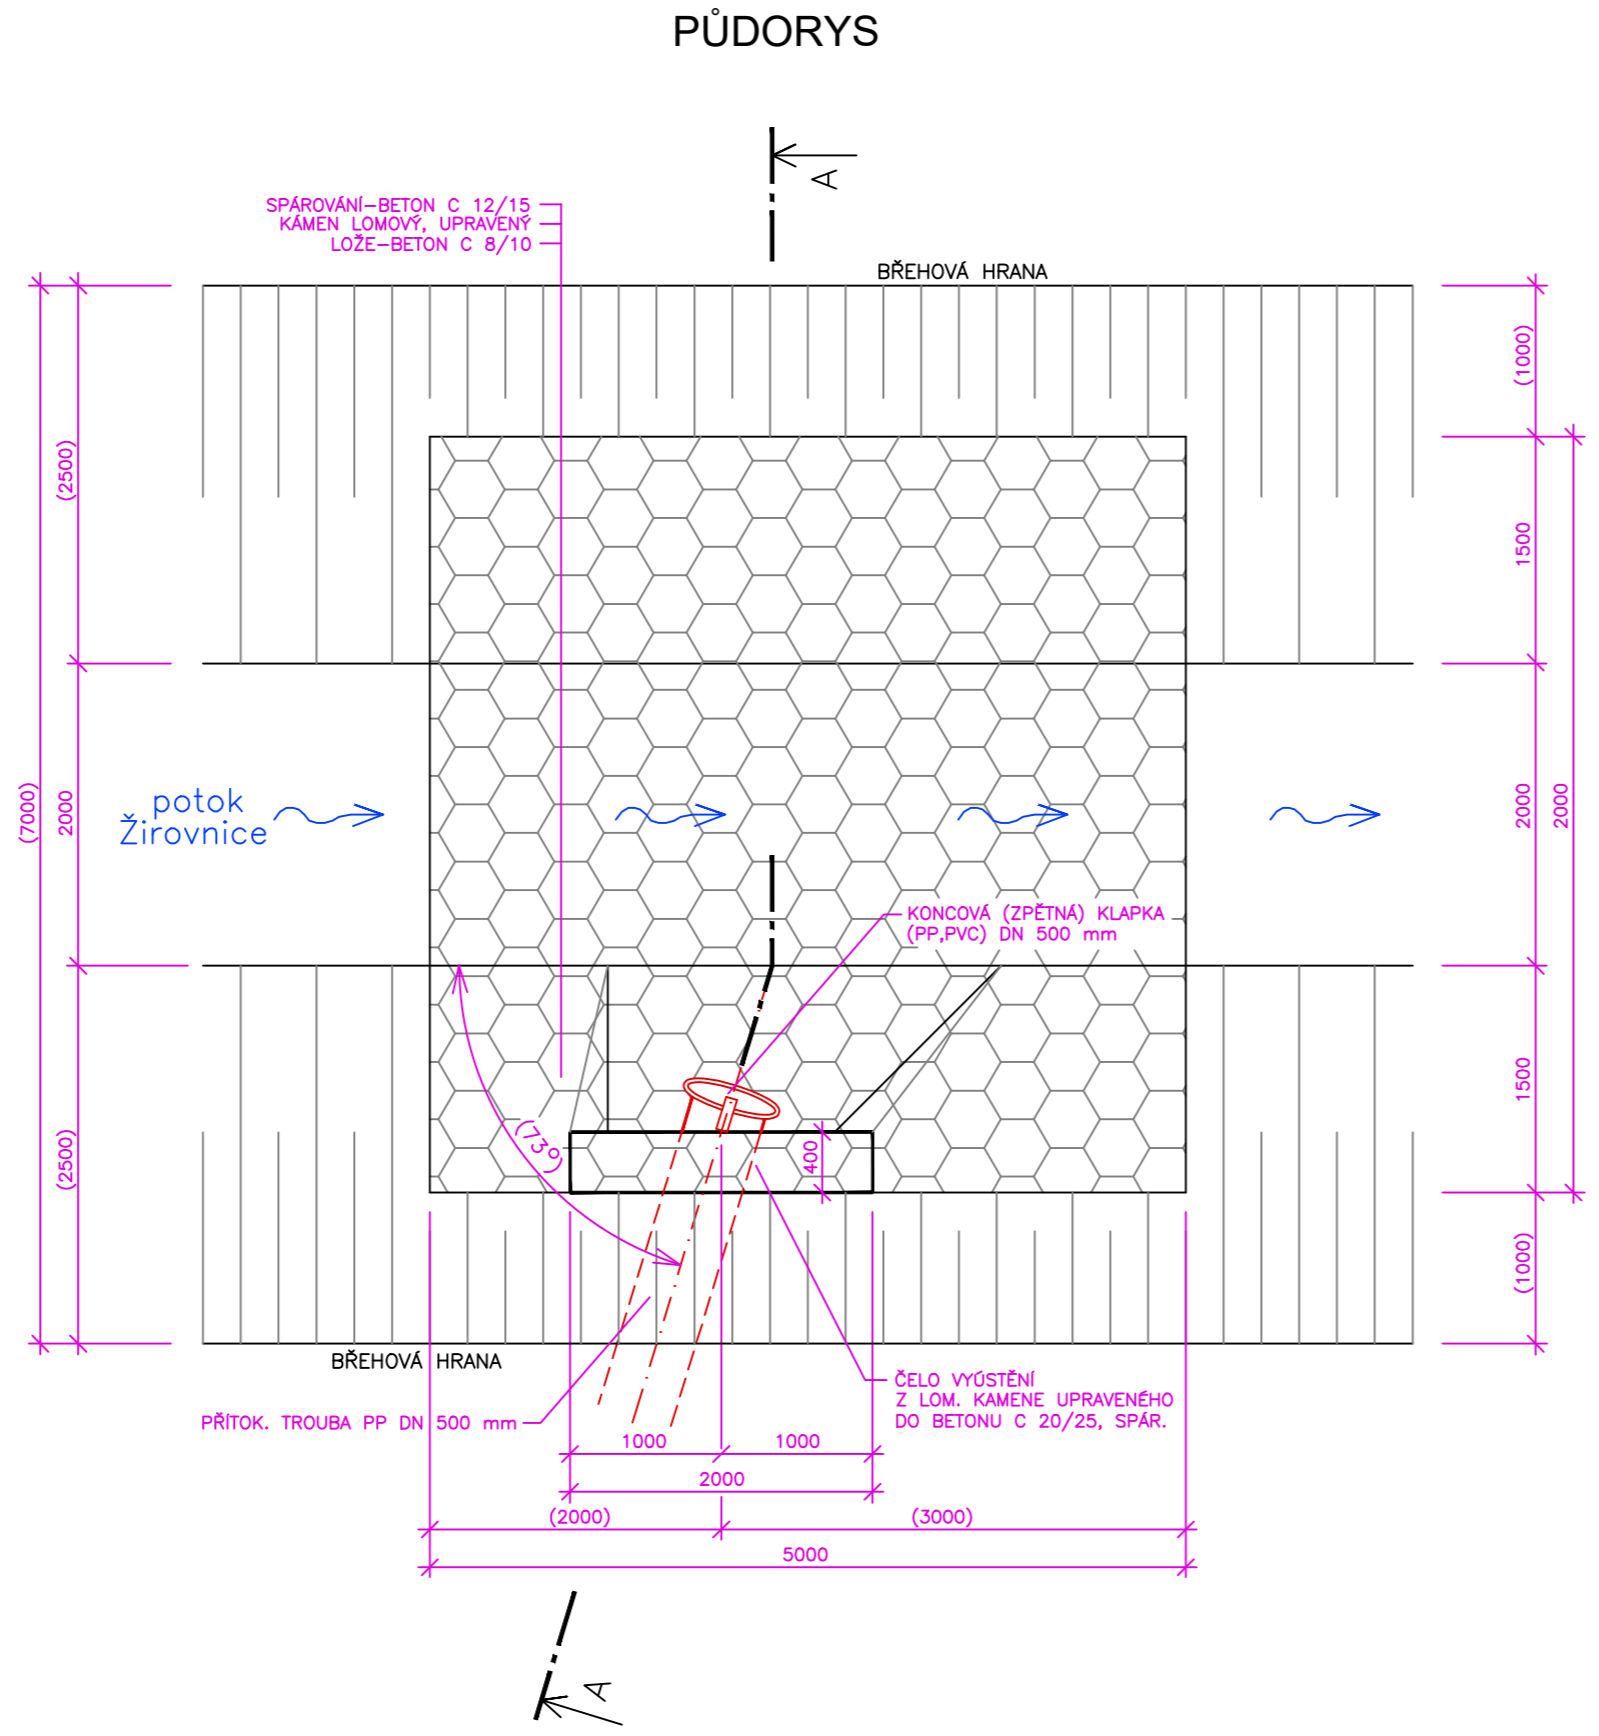 PŮDORYS
A
SPÁROVÁNÍ-BETON C 12/15
KÁMEN LOMOVÝ, UPRAVENÝ
LOŽE-BETON C 8/10
BŘEHOVÁ HRANA
(1000)
(2500)
1500
potok
Žirovnice
(7000)
2000
2000
2000
KONCOVÁ (ZPĚTNÁ) KLAPKA
(PP,PVC) DN 500 mm
1500
(73°)
400
(2500)
(1000)
BŘEHOVÁ HRANA
ČELO VYÚSTĚNÍ
Z LOM. KAMENE UPRAVENÉHO
DO BETONU C 20/25, SPÁR.
PŘÍTOK. TROUBA PP DN 500 mm
1000
1000
2000
(2000)
(3000)
5000
A